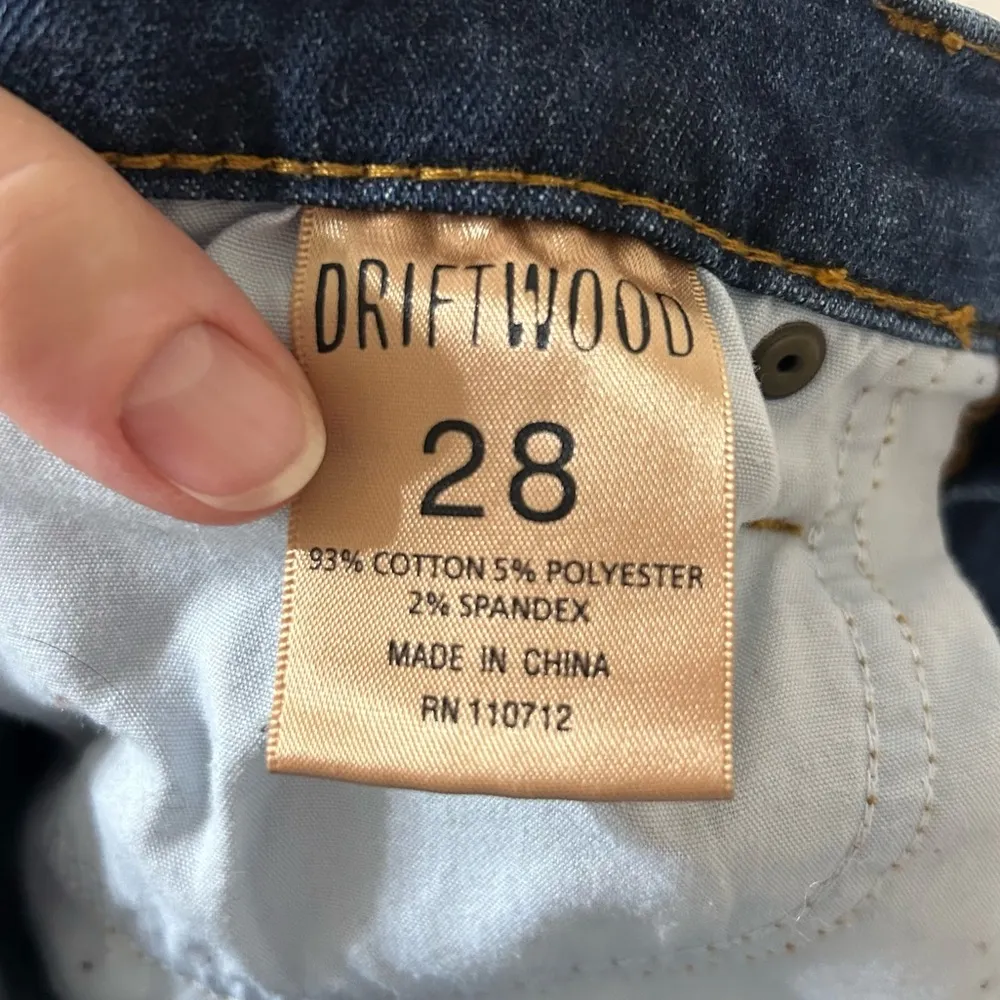 DRIFTWOOD
28
93% COTTON 5% POLYESTER
2% SPANDEX
MADE IN CHINA
RN 110712